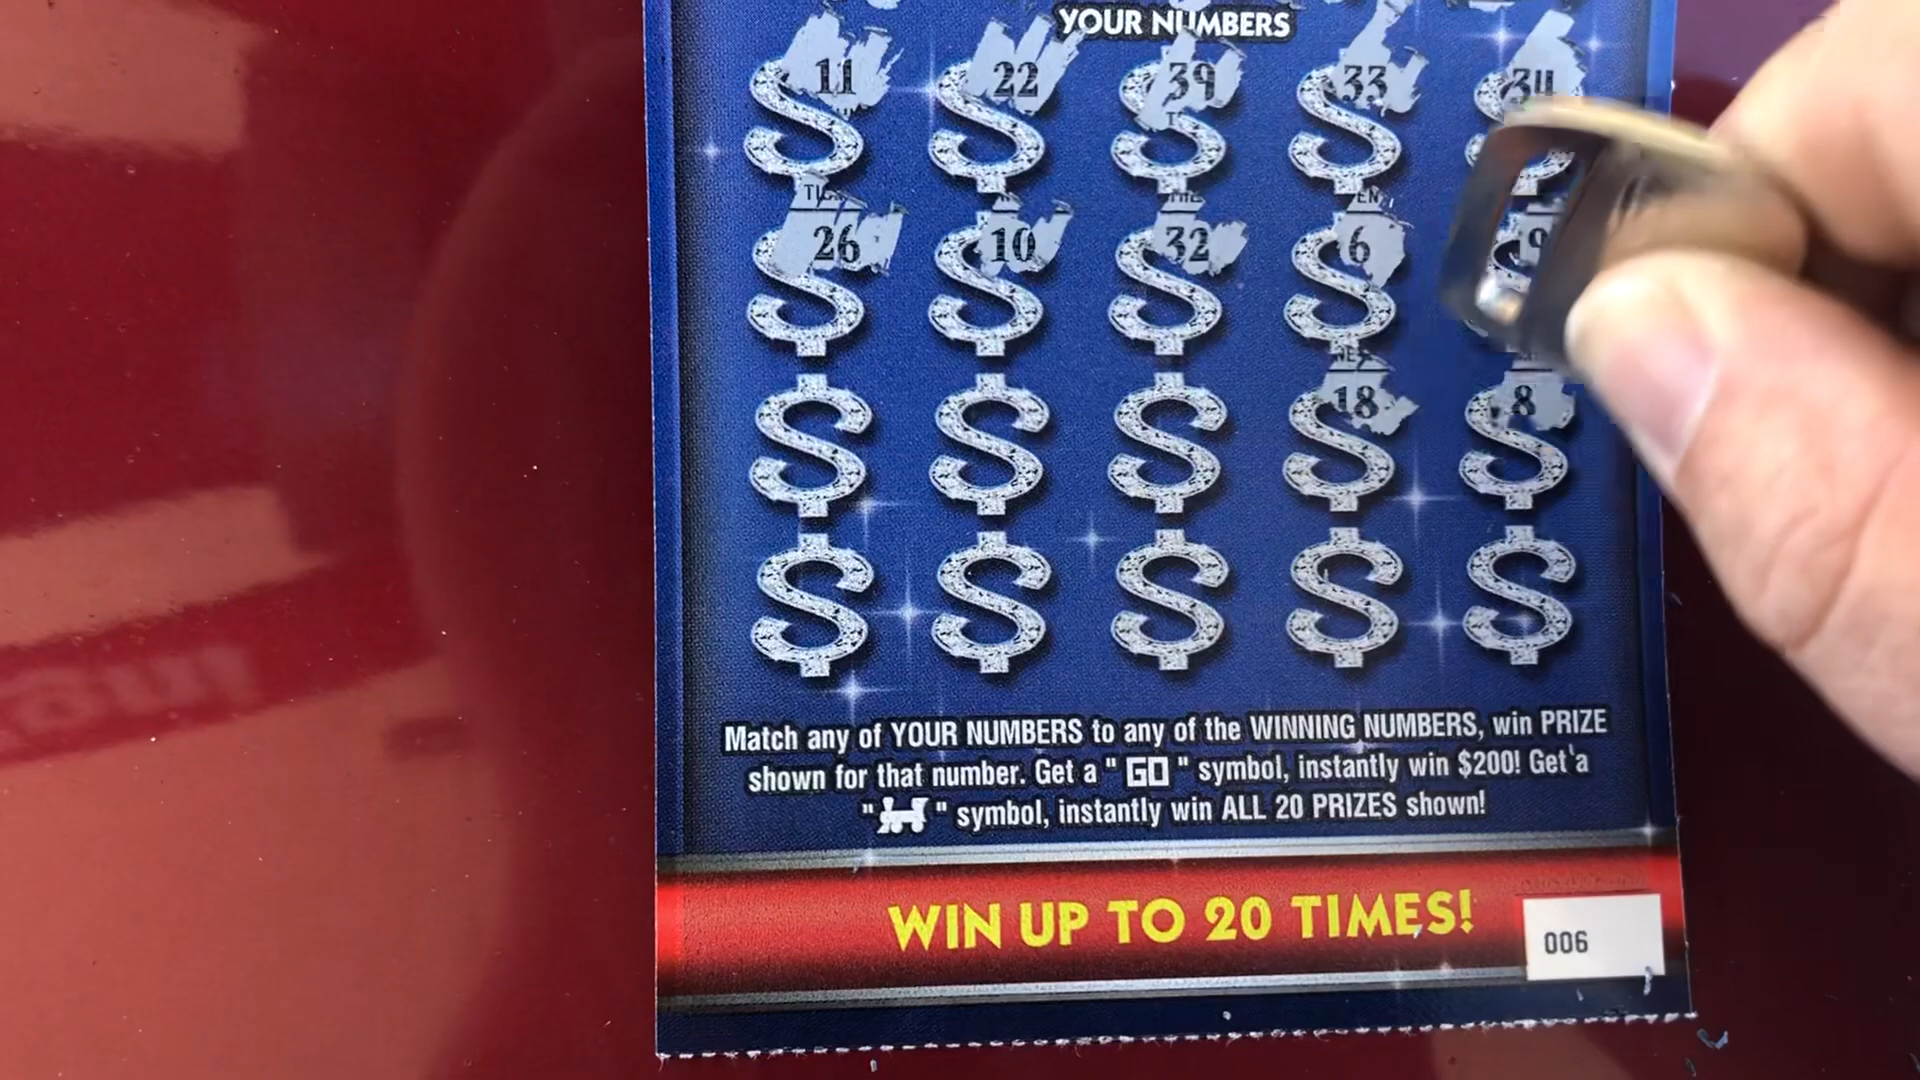 YOUR NUMBERS
11 22 39 33 34
26 10 32 6 9
18 8
Match any of YOUR NUMBERS to any of the WINNING NUMBERS, win PRIZE
shown for that number. Get a " GO " symbol, instantly win $200! Get a
" " symbol, instantly win ALL 20 PRIZES shown!
WIN UP TO 20 TIMES!
006